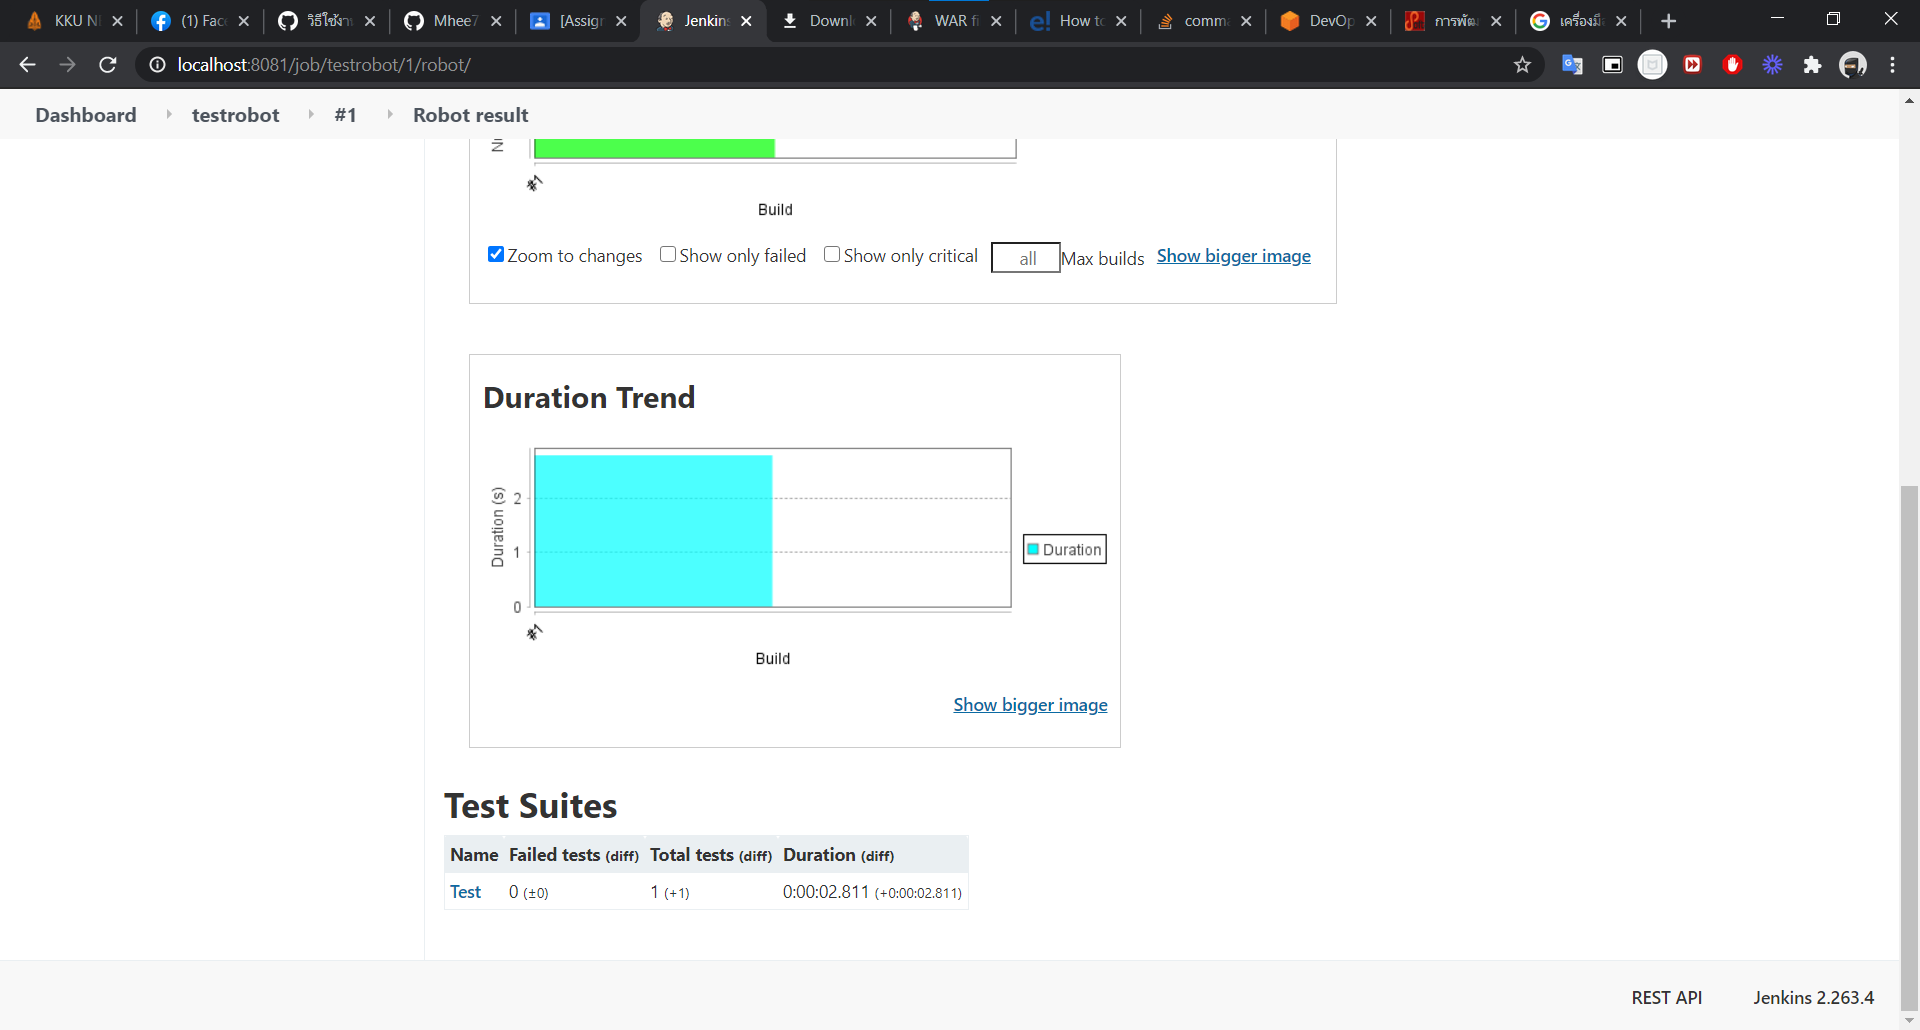 KKU N
(1) Fac
วิธีใช้งา
Mhee7
[Assign
Jenkins
Downl
WAR fi
How to
comma
DevOp
การพัฒ
เครื่องมื
localhost:8081/job/testrobot/1/robot/
Dashboard testrobot #1 Robot result
#1
Build
Zoom to changes Show only failed Show only critical all Max builds Show bigger image
Duration Trend
Duration (s)
2
1
0
Duration
#1
Build
Show bigger image
Test Suites
Name Failed tests (diff) Total tests (diff) Duration (diff)
Test 0 (±0) 1 (+1) 0:00:02.811 (+0:00:02.811)
REST API Jenkins 2.263.4